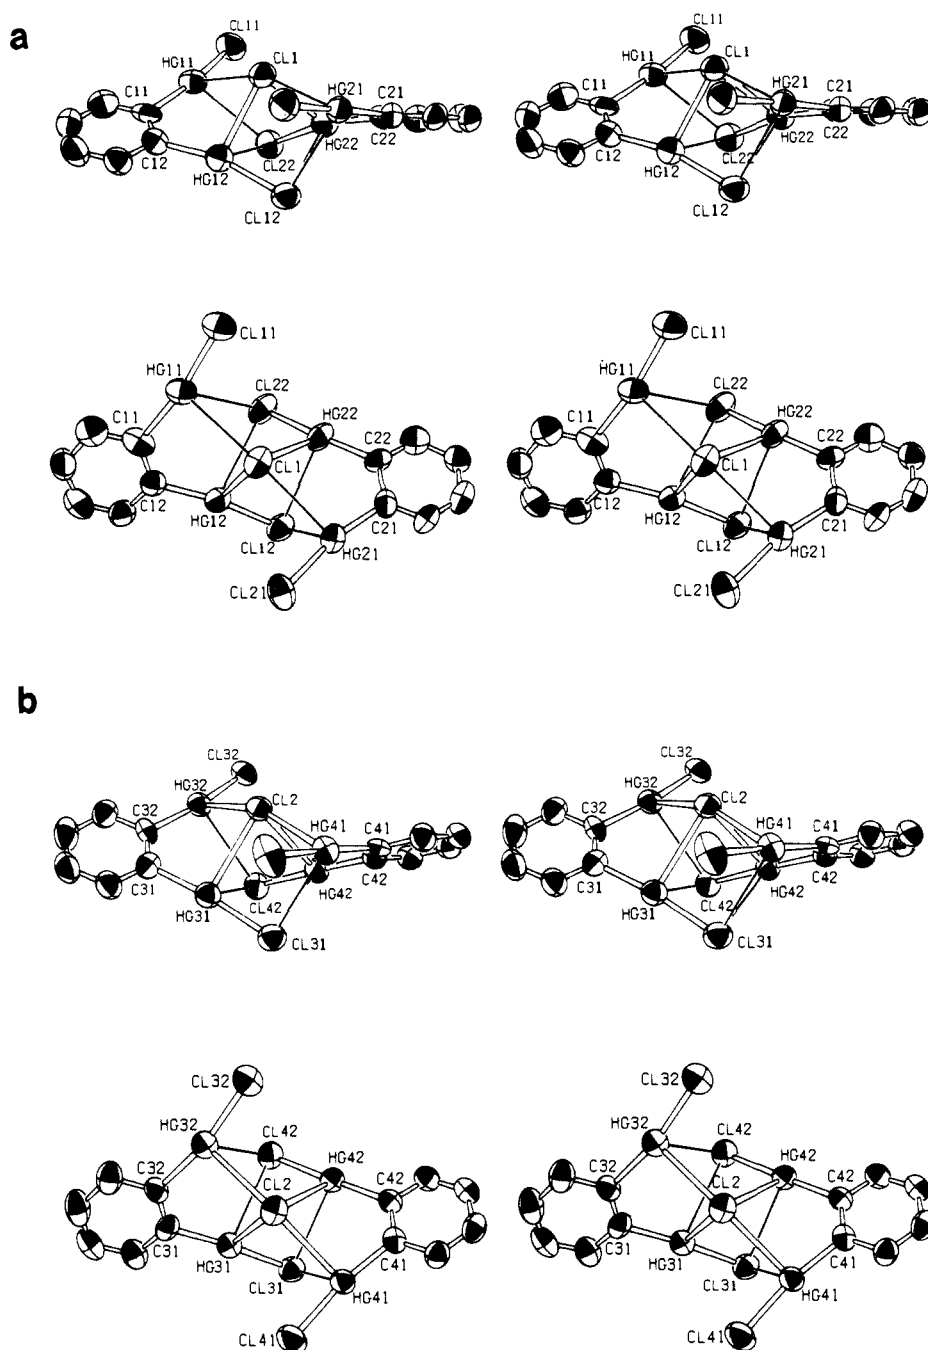 a
CL11 CL11
HG11 CL1 HG11 CL1
C11 HG21 C21 C11 HG21 C21
C12 CL22 HG22 C22 C12 CL22 HG22 C22
HG12 HG12
CL12 CL12
CL11 CL11
HG11 CL22 HG11 CL22
C11 HG22 C11 HG22
C22 C22
CL1 CL1
C12 HG12 C21 C12 HG12 C21
CL12 HG21 CL12 HG21
CL21 CL21
b
CL32 CL32
HG32 CL2 HG32 CL2
C32 HG41 C41 C32 HG41 C41
C31 CL42 HG42 C42 C31 CL42 HG42 C42
HG31 HG31
CL31 CL31
CL32 CL32
HG32 CL42 HG32 CL42
HG42 HG42
C32 CL2 C42 C32 CL2 C42
C31 HG31 C41 C31 HG31 C41
CL31 HG41 CL31 HG41
CL41 CL41